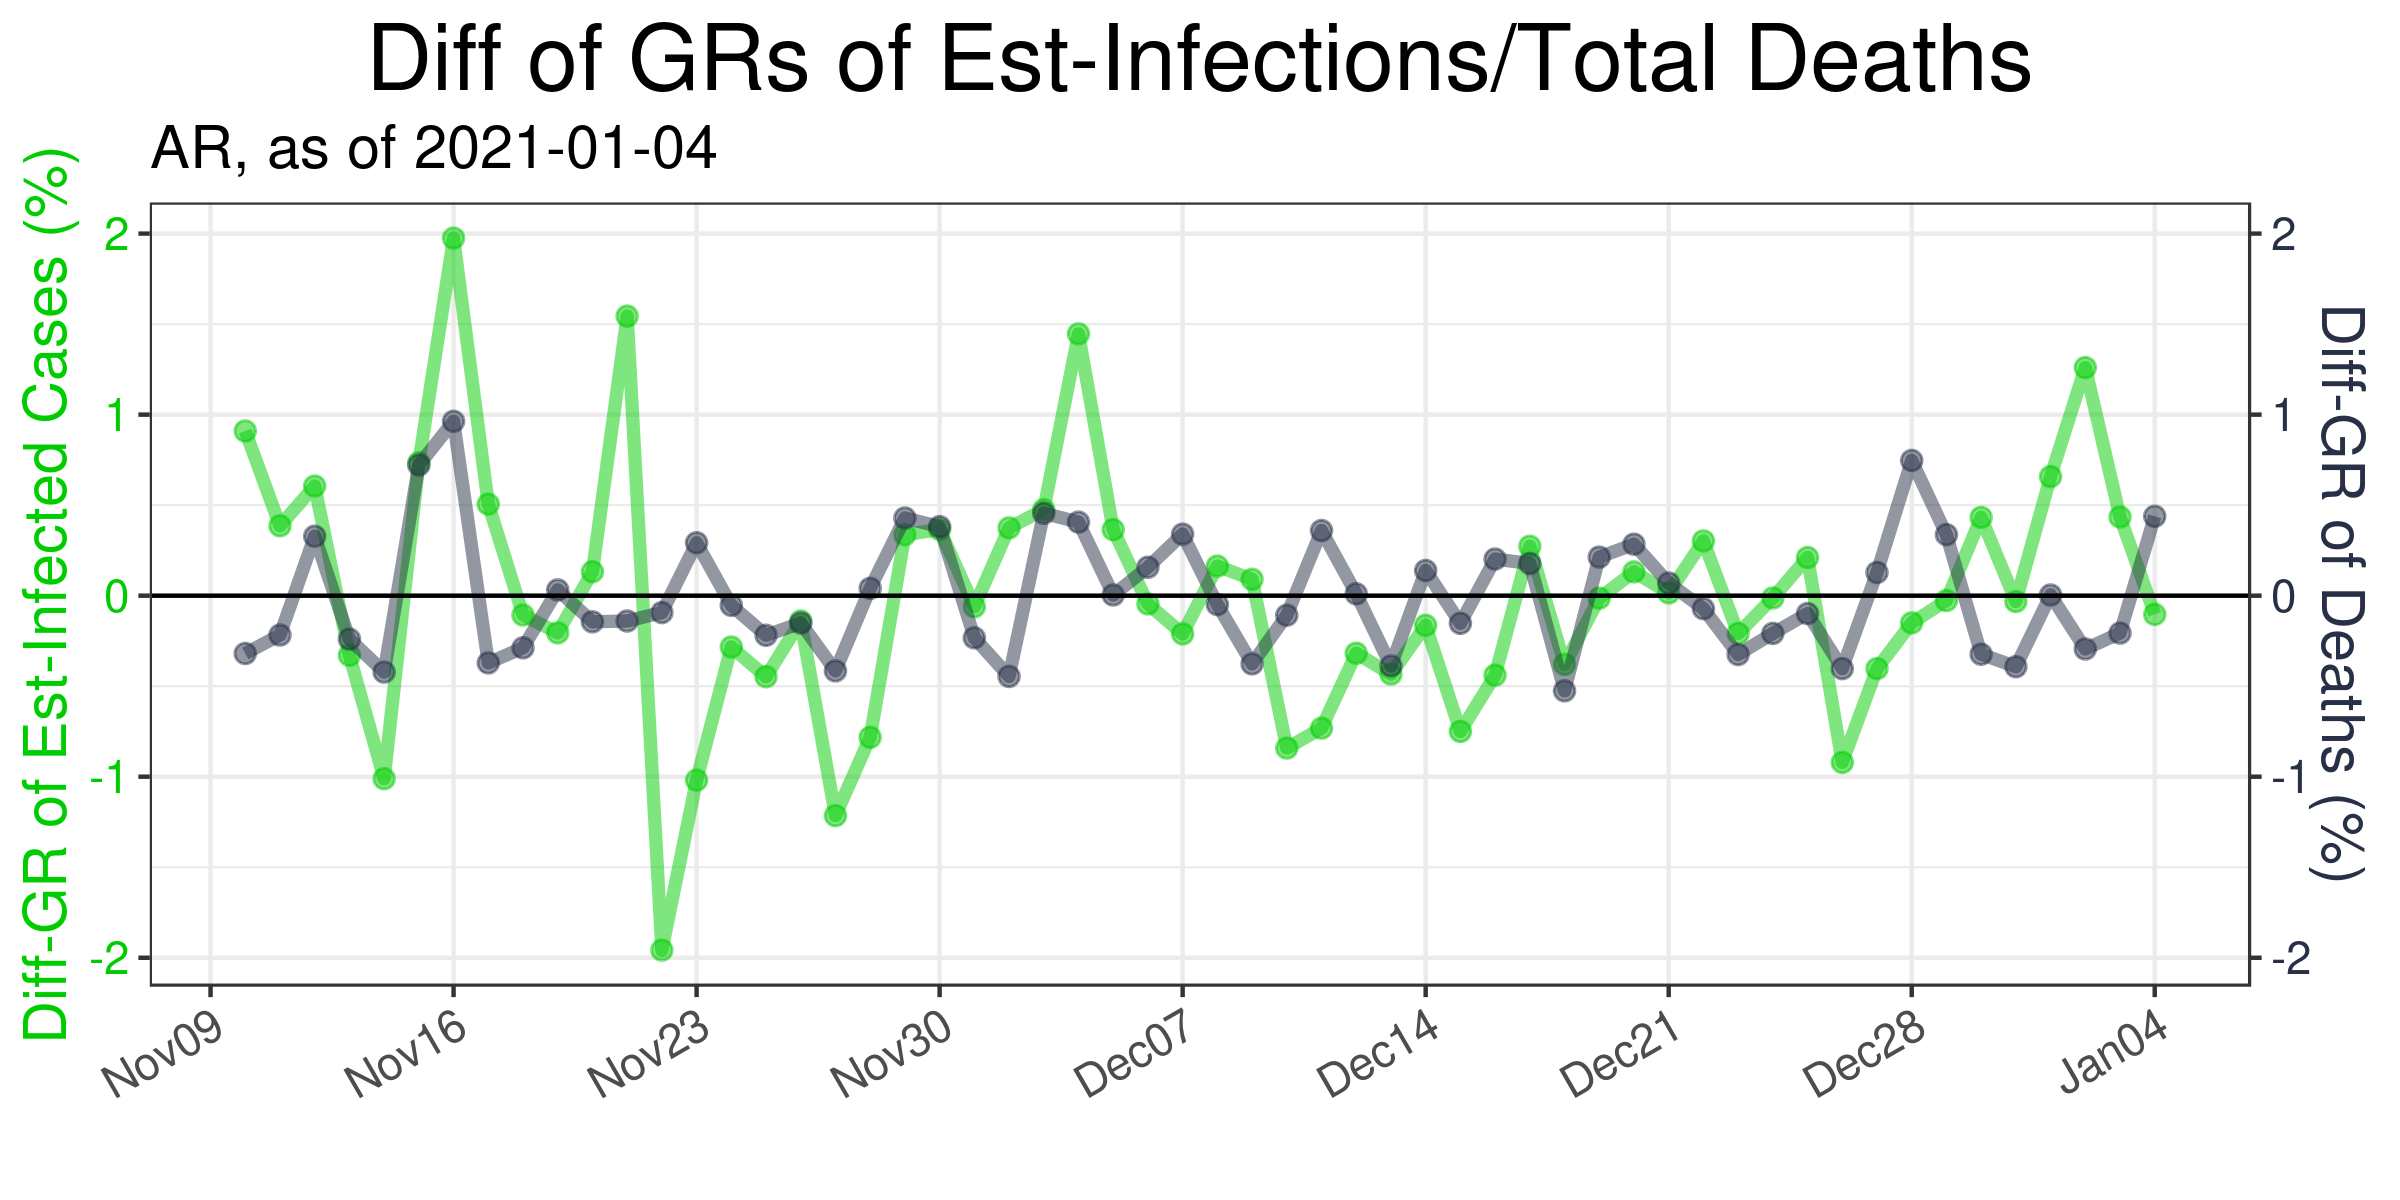 Diff of GRs of Est-Infections/Total Deaths
AR, as of 2021-01-04
Diff-GR of Est-Infected Cases (%)
2
1
0
-1
-2
2
1
0
-1
-2
Diff-GR of Deaths (%)
Nov09
Nov16
Nov23
Nov30
Dec07
Dec14
Dec21
Dec28
Jan04